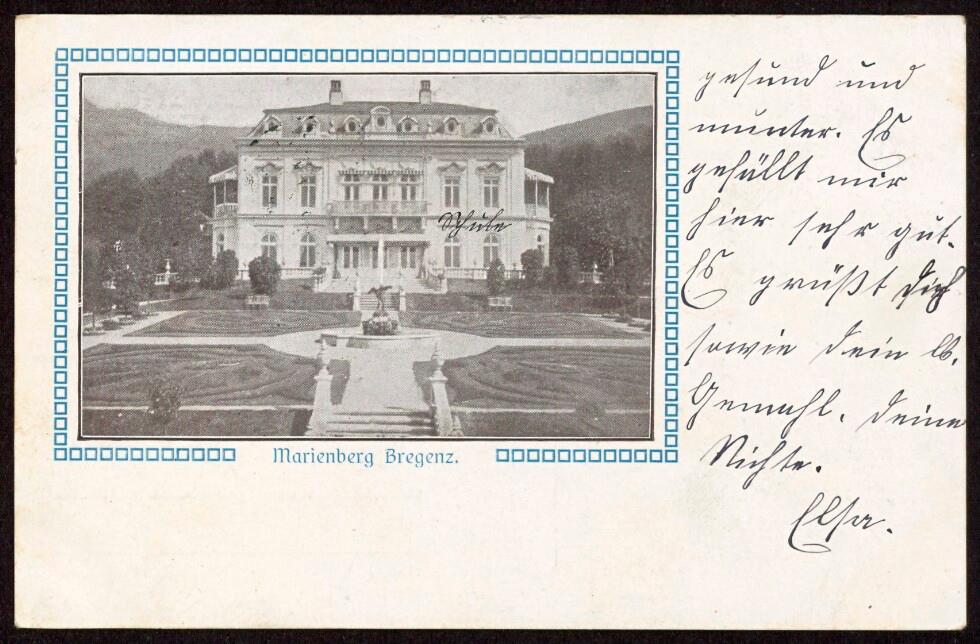 Schule
Marienberg Bregenz.
gesund und
munter. Es
gefällt mir
hier sehr gut.
Es grüßt Dich
sowie dein lb.
Gemahl. Deine
Nichte.
Elsa.